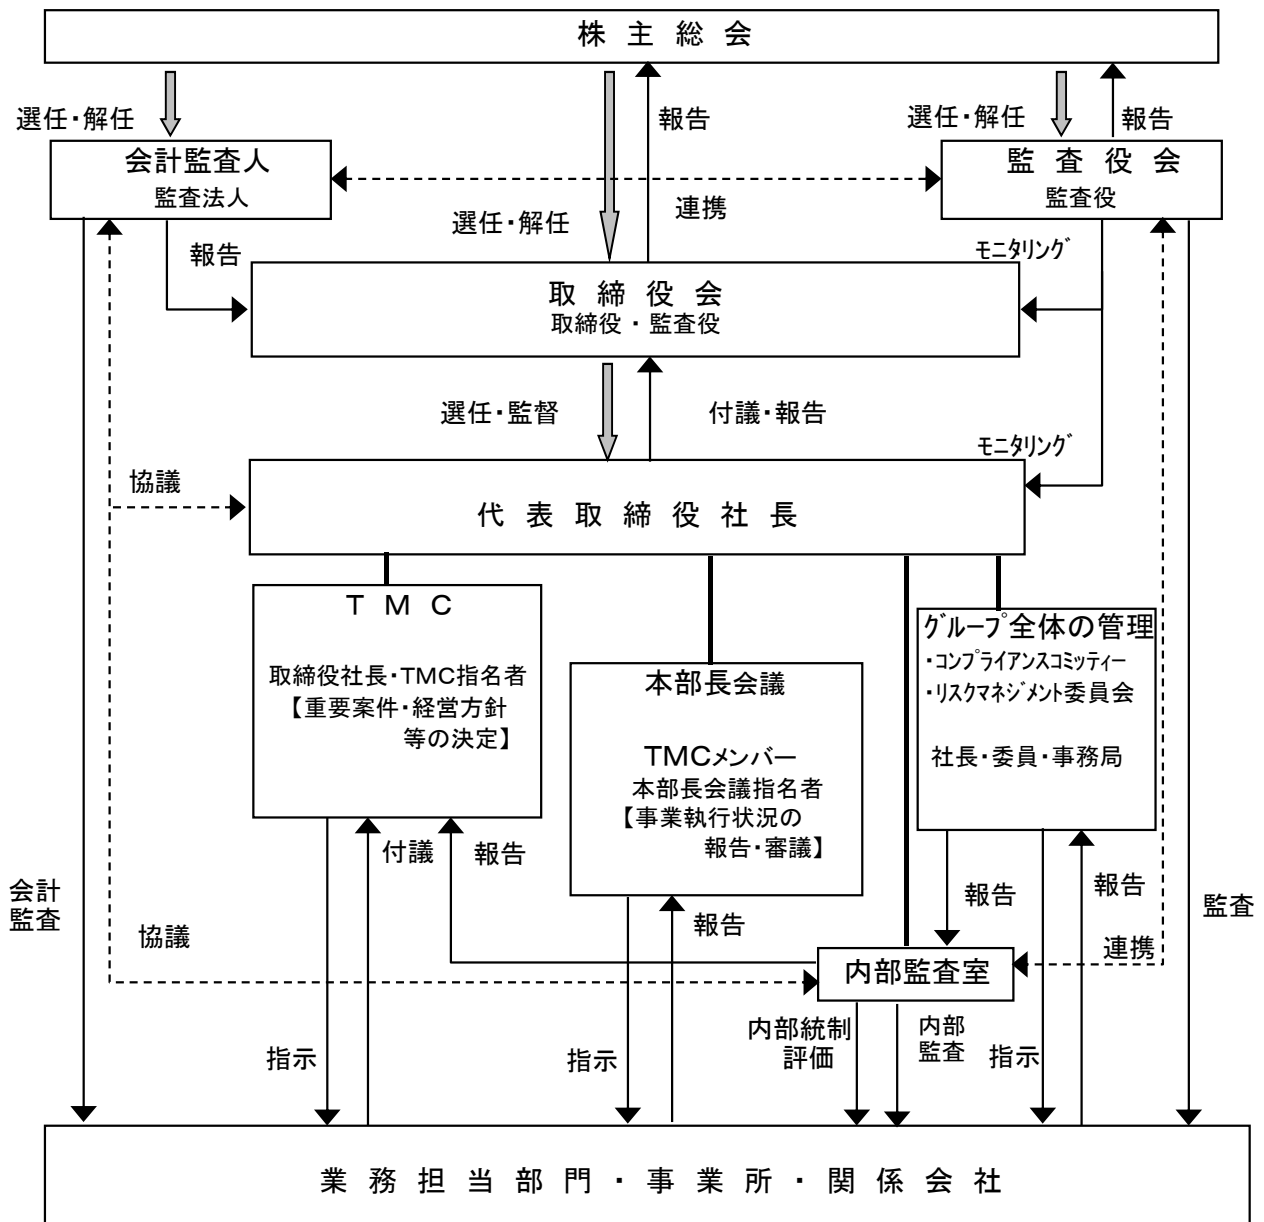 株主総会
選任・解任
報告
選任・解任
報告
会計監査人
監査法人
監査役会
監査役
連携
選任・解任
報告
モニタリング
取締役会
取締役・監査役
選任・監督
付議・報告
モニタリング
協議
代表取締役社長
TMC
取締役社長・TMC指名者
【重要案件・経営方針
等の決定】
本部長会議
TMCメンバー
本部長会議指名者
【事業執行状況の
報告・審議】
グループ全体の管理
・コンプライアンスコミッティー
・リスクマネジメント委員会
社長・委員・事務局
付議
報告
会計
監査
報告
報告
監査
協議
報告
連携
内部監査室
指示
指示
内部統制
評価
内部
監査
指示
業務担当部門・事業所・関係会社